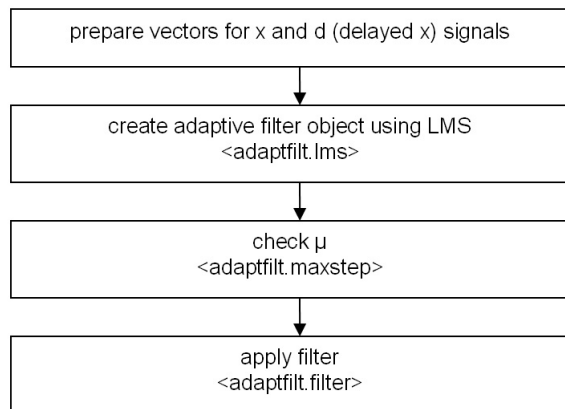 prepare vectors for x and d (delayed x) signals
create adaptive filter object using LMS
<adaptfilt.lms>
check µ
<adaptfilt.maxstep>
apply filter
<adaptfilt.filter>